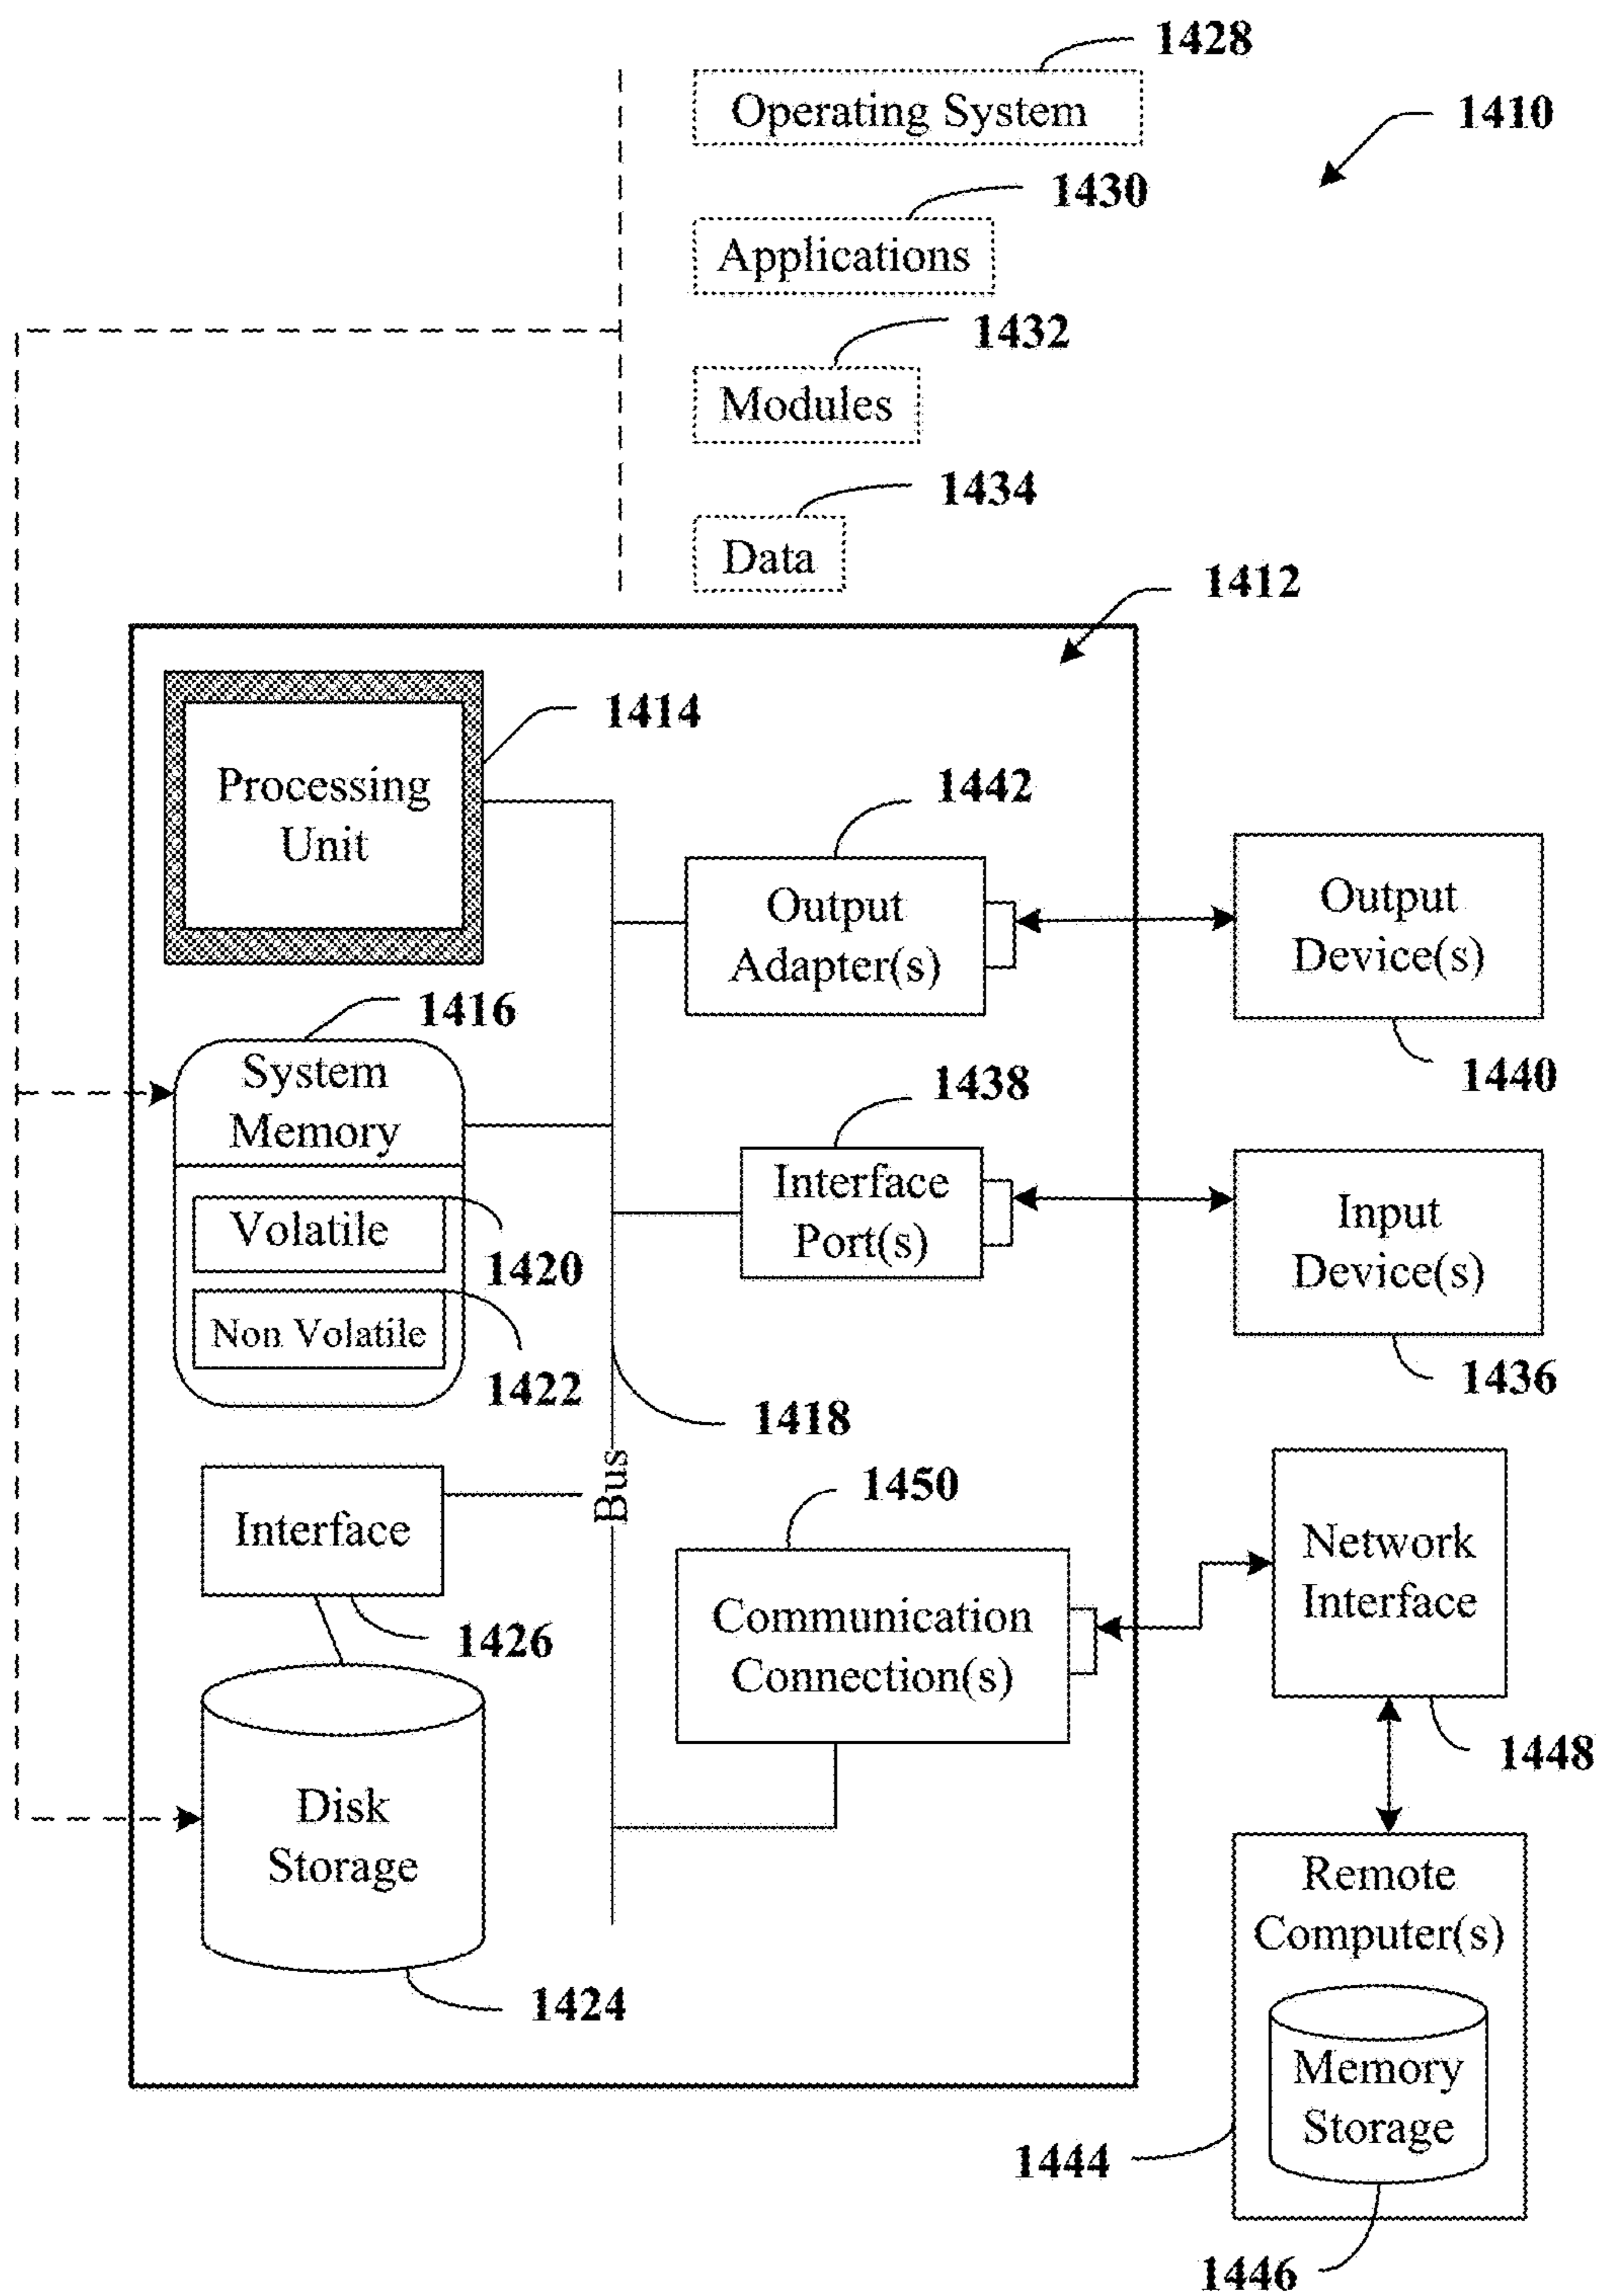 1428
Operating System
1410
1430
Applications
1432
Modules
1434
Data
1412
Processing
Unit
1414
1442
Output
Adapter(s)
Output
Device(s)
1440
1416
System
Memory
Volatile
1420
Non Volatile
1422
1438
Interface
Port(s)
Input
Device(s)
1436
1418
Bus
Interface
1426
1450
Communication
Connection(s)
Network
Interface
1448
Disk
Storage
1424
Remote
Computer(s)
Memory
Storage
1444
1446